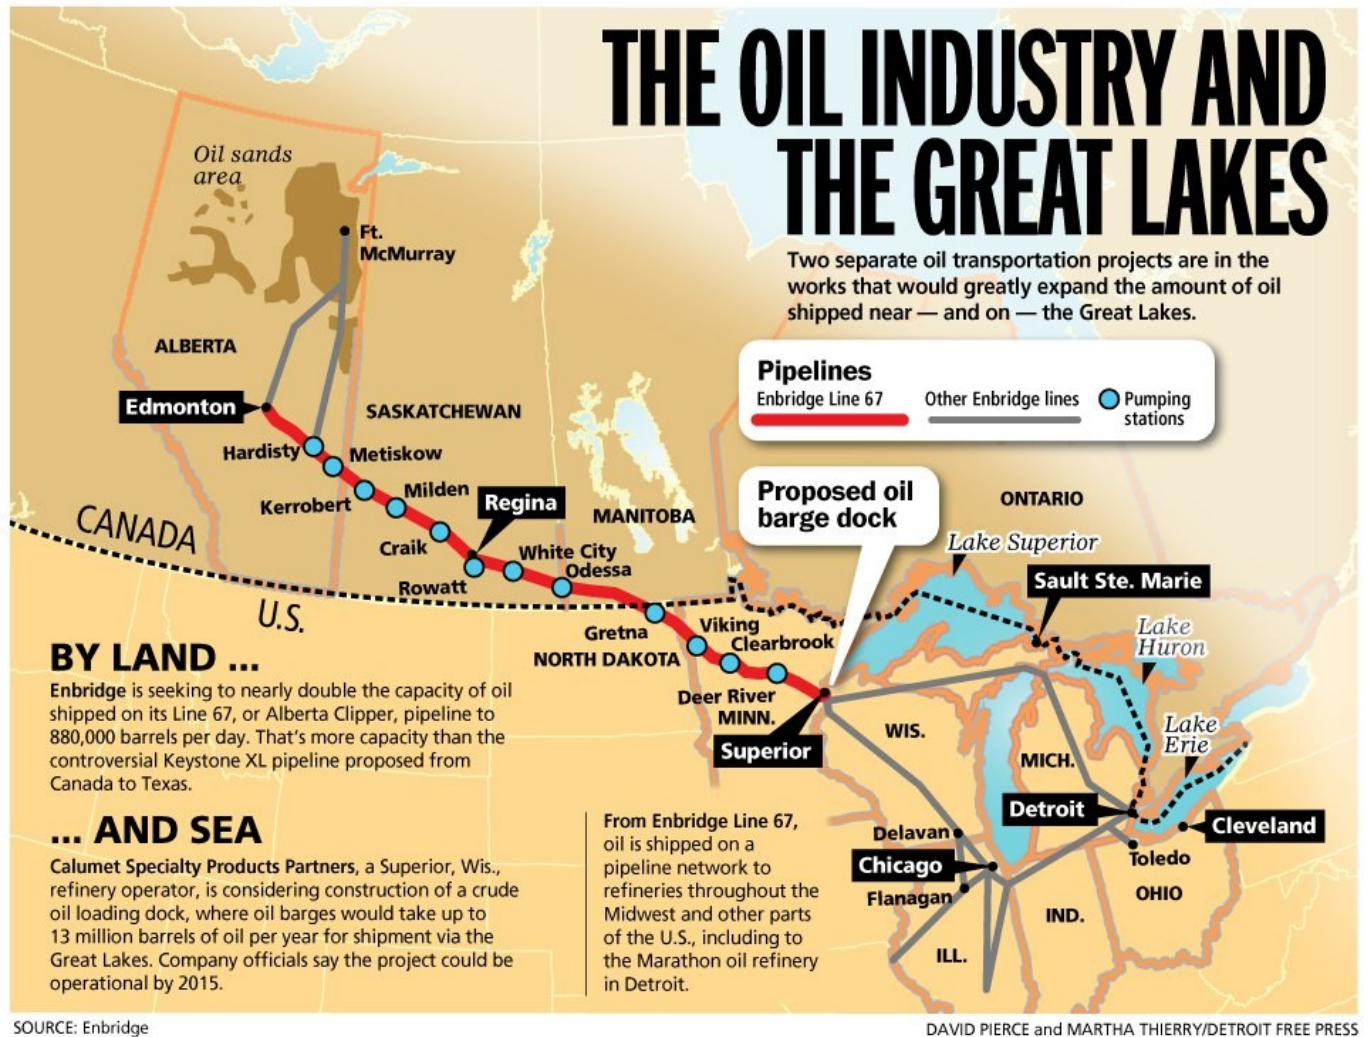 THE OIL INDUSTRY AND
THE GREAT LAKES
Two separate oil transportation projects are in the
works that would greatly expand the amount of oil
shipped near — and on — the Great Lakes.
Pipelines
Enbridge Line 67
Other Enbridge lines
Pumping
stations
Oil sands
area
Ft.
McMurray
ALBERTA
Edmonton
SASKATCHEWAN
Hardisty
Metiskow
Kerrobert
Milden
Regina
Craik
White City
Odessa
Rowatt
MANITOBA
Proposed oil
barge dock
ONTARIO
Lake Superior
Sault Ste. Marie
Lake
Huron
Lake
Erie
CANADA
U.S.
Gretna
Viking
Clearbrook
NORTH DAKOTA
Deer River
MINN.
Superior
WIS.
MICH.
Detroit
Cleveland
Toledo
OHIO
Delavan
Chicago
Flanagan
IND.
ILL.
BY LAND ...
Enbridge is seeking to nearly double the capacity of oil
shipped on its Line 67, or Alberta Clipper, pipeline to
880,000 barrels per day. That's more capacity than the
controversial Keystone XL pipeline proposed from
Canada to Texas.
... AND SEA
Calumet Specialty Products Partners, a Superior, Wis.,
refinery operator, is considering construction of a crude
oil loading dock, where oil barges would take up to
13 million barrels of oil per year for shipment via the
Great Lakes. Company officials say the project could be
operational by 2015.
From Enbridge Line 67,
oil is shipped on a
pipeline network to
refineries throughout the
Midwest and other parts
of the U.S., including to
the Marathon oil refinery
in Detroit.
SOURCE: Enbridge
DAVID PIERCE and MARTHA THIERRY/DETROIT FREE PRESS